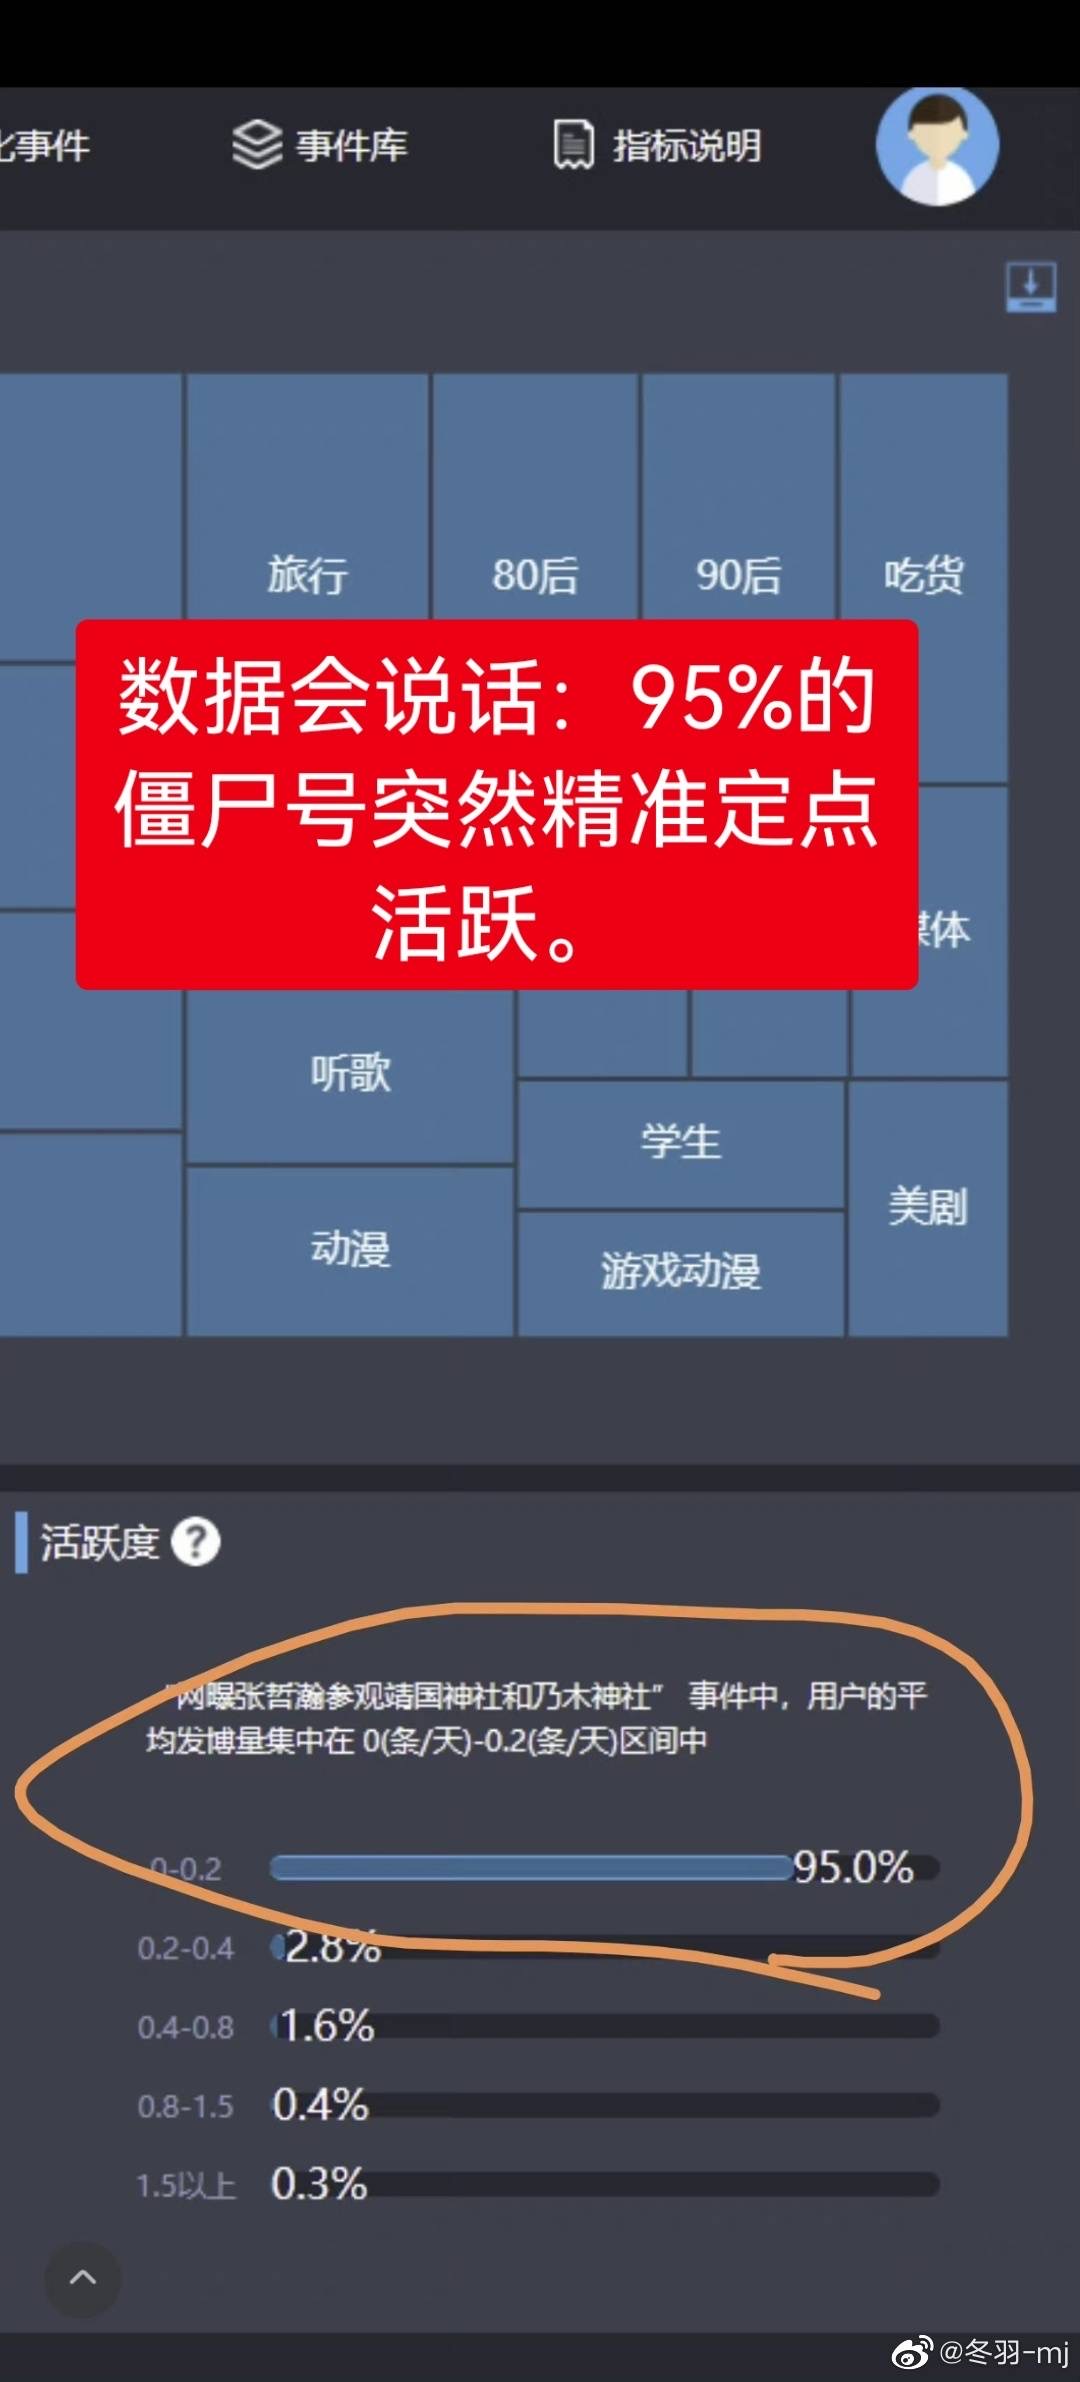 事件
事件库
指标说明
旅行
80后
90后
吃货
数据会说话：95%的
僵尸号突然精准定点
活跃。
体
听歌
学生
美剧
动漫
游戏动漫
活跃度 ?
“网曝张哲瀚参观靖国神社和乃木神社” 事件中，用户的平
均发博量集中在 0(条/天)-0.2(条/天)区间中
0-0.2 95.0%
0.2-0.4 2.8%
0.4-0.8 1.6%
0.8-1.5 0.4%
1.5以上 0.3%
@冬羽-mj